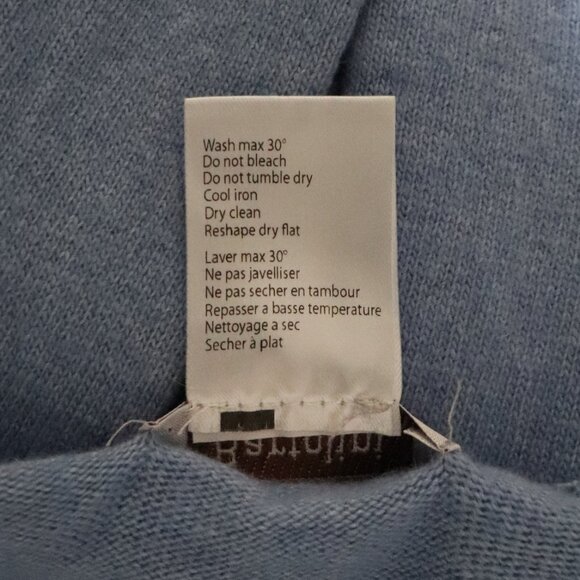 Wash max 30°
Do not bleach
Do not tumble dry
Cool iron
Dry clean
Reshape dry flat
Laver max 30°
Ne pas javelliser
Ne pas secher en tambour
Repasser a basse temperature
Nettoyage a sec
Secher à plat